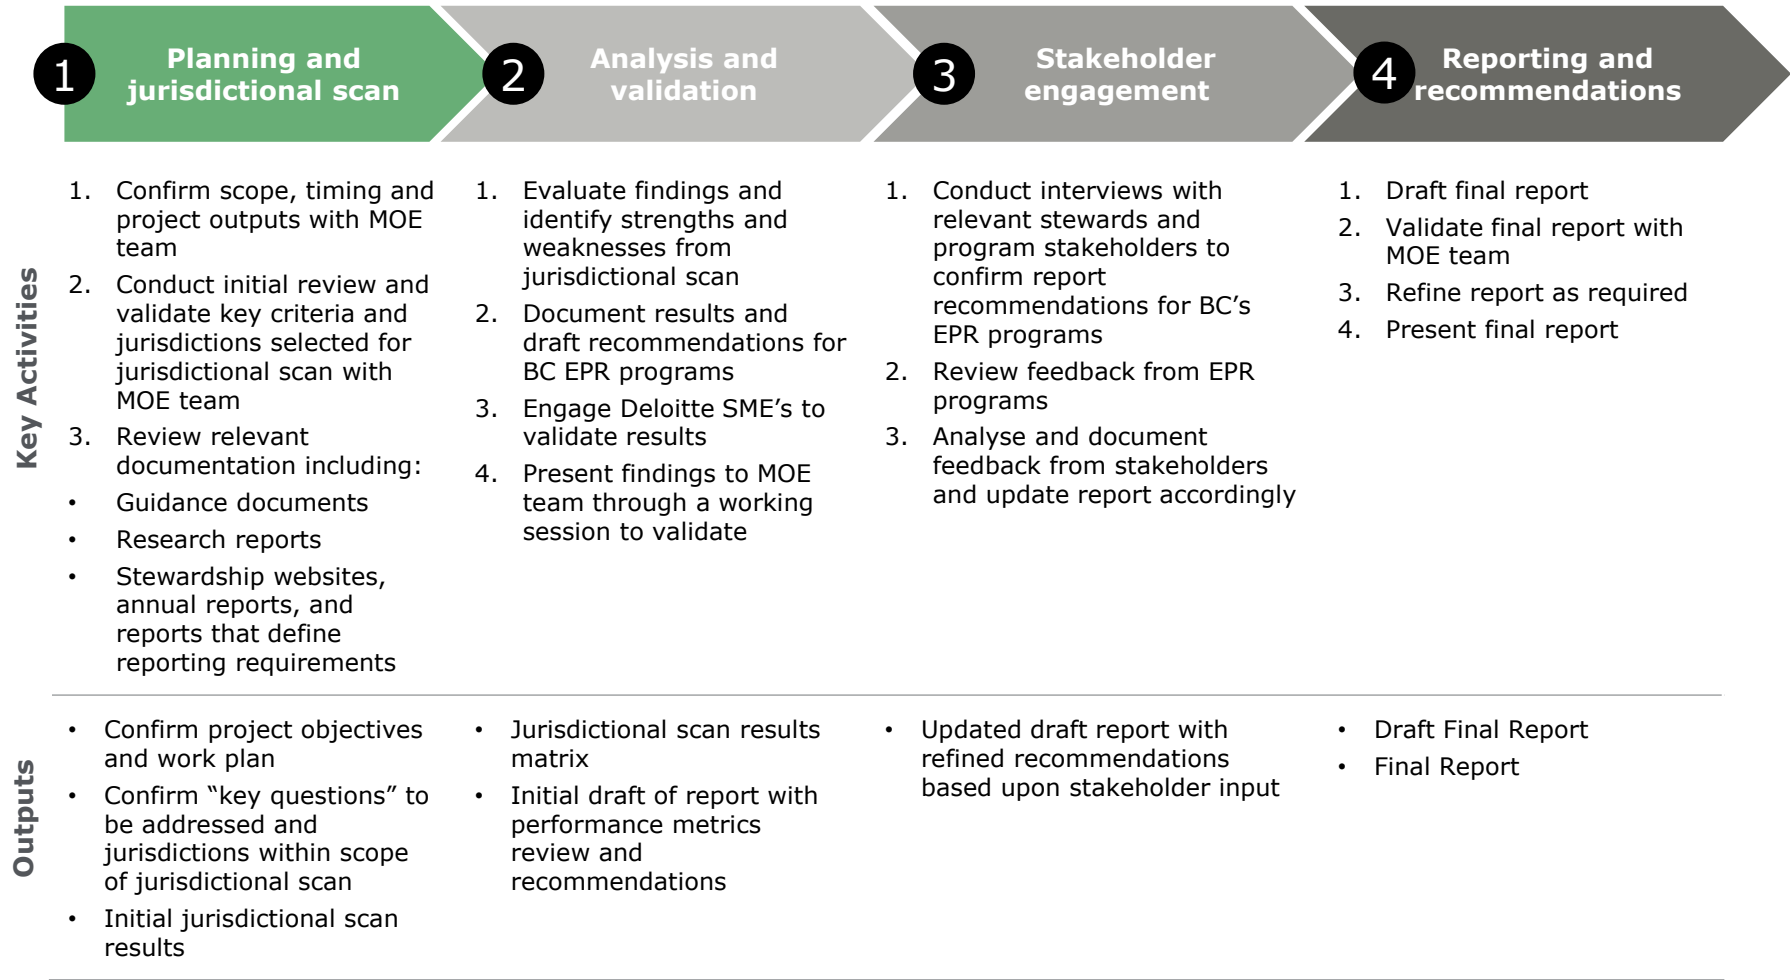 1
Planning and
jurisdictional scan
2
Analysis and
validation
3
Stakeholder
engagement
4
Reporting and
recommendations
Key Activities
1. Confirm scope, timing and
project outputs with MOE
team
2. Conduct initial review and
validate key criteria and
jurisdictions selected for
jurisdictional scan with
MOE team
3. Review relevant
documentation including:
• Guidance documents
• Research reports
• Stewardship websites,
annual reports, and
reports that define
reporting requirements
1. Evaluate findings and
identify strengths and
weaknesses from
jurisdictional scan
2. Document results and
draft recommendations for
BC EPR programs
3. Engage Deloitte SME’s to
validate results
4. Present findings to MOE
team through a working
session to validate
1. Conduct interviews with
relevant stewards and
program stakeholders to
confirm report
recommendations for BC’s
EPR programs
2. Review feedback from EPR
programs
3. Analyse and document
feedback from stakeholders
and update report accordingly
1. Draft final report
2. Validate final report with
MOE team
3. Refine report as required
4. Present final report
Outputs
• Confirm project objectives
and work plan
• Confirm “key questions” to
be addressed and
jurisdictions within scope
of jurisdictional scan
• Initial jurisdictional scan
results
• Jurisdictional scan results
matrix
• Initial draft of report with
performance metrics
review and
recommendations
• Updated draft report with
refined recommendations
based upon stakeholder input
• Draft Final Report
• Final Report